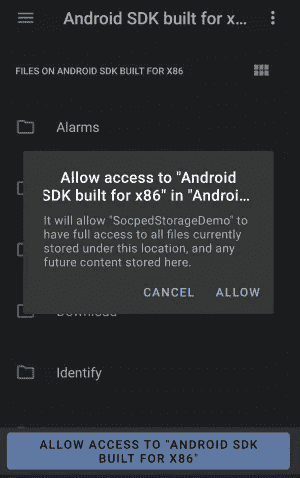 Android SDK built for x...
FILES ON ANDROID SDK BUILT FOR X86
Alarms
Allow access to "Android
SDK built for x86" in "Androi...
It will allow "SocpedStorageDemo" to
have full access to all files currently
stored under this location, and any
future content stored here.
CANCEL ALLOW
Download
Identify
ALLOW ACCESS TO "ANDROID SDK
BUILT FOR X86"